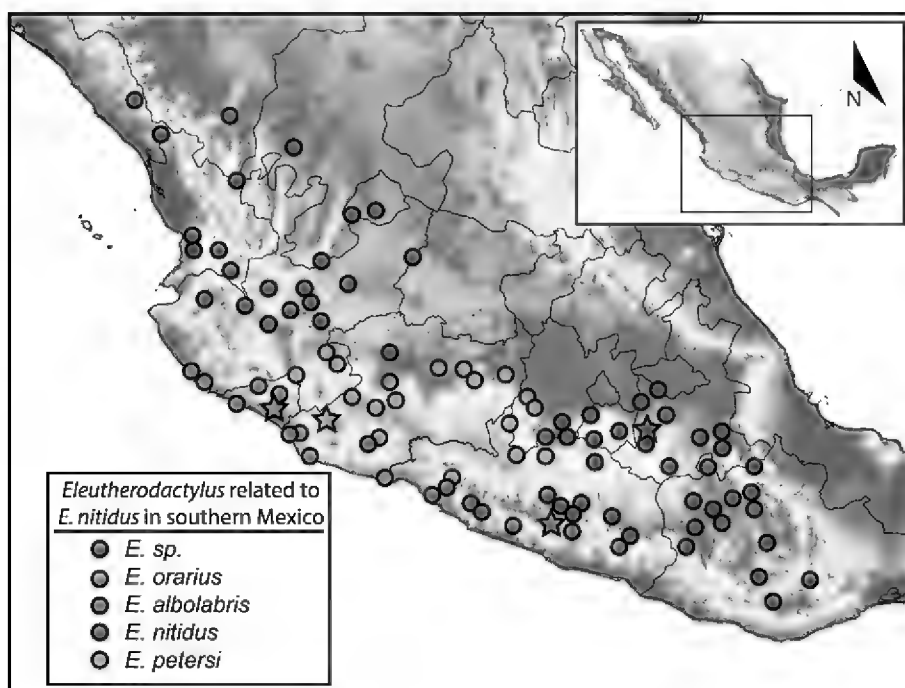 N
Eleutherodactylus related to
E. nitidus in southern Mexico
E. sp.
E. orarius
E. albolabris
E. nitidus
E. petersi